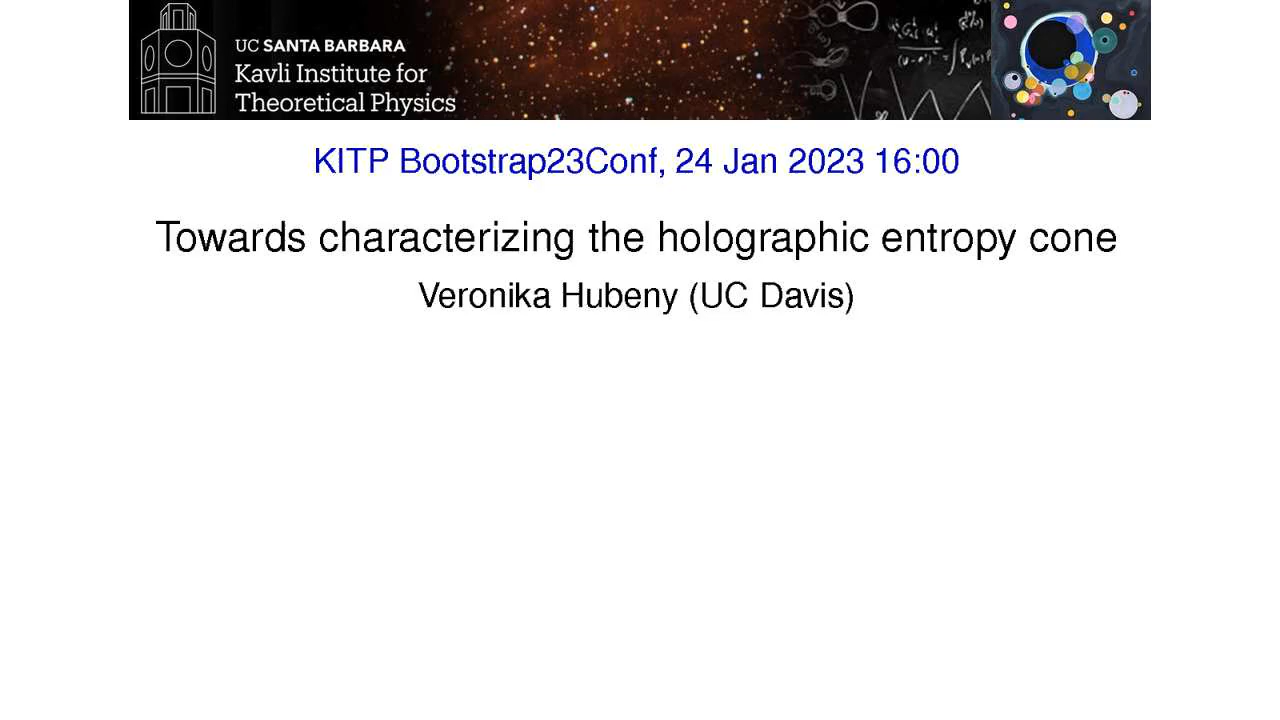 UC SANTA BARBARA
Kavli Institute for
Theoretical Physics
KITP Bootstrap23Conf, 24 Jan 2023 16:00
Towards characterizing the holographic entropy cone
Veronika Hubeny (UC Davis)